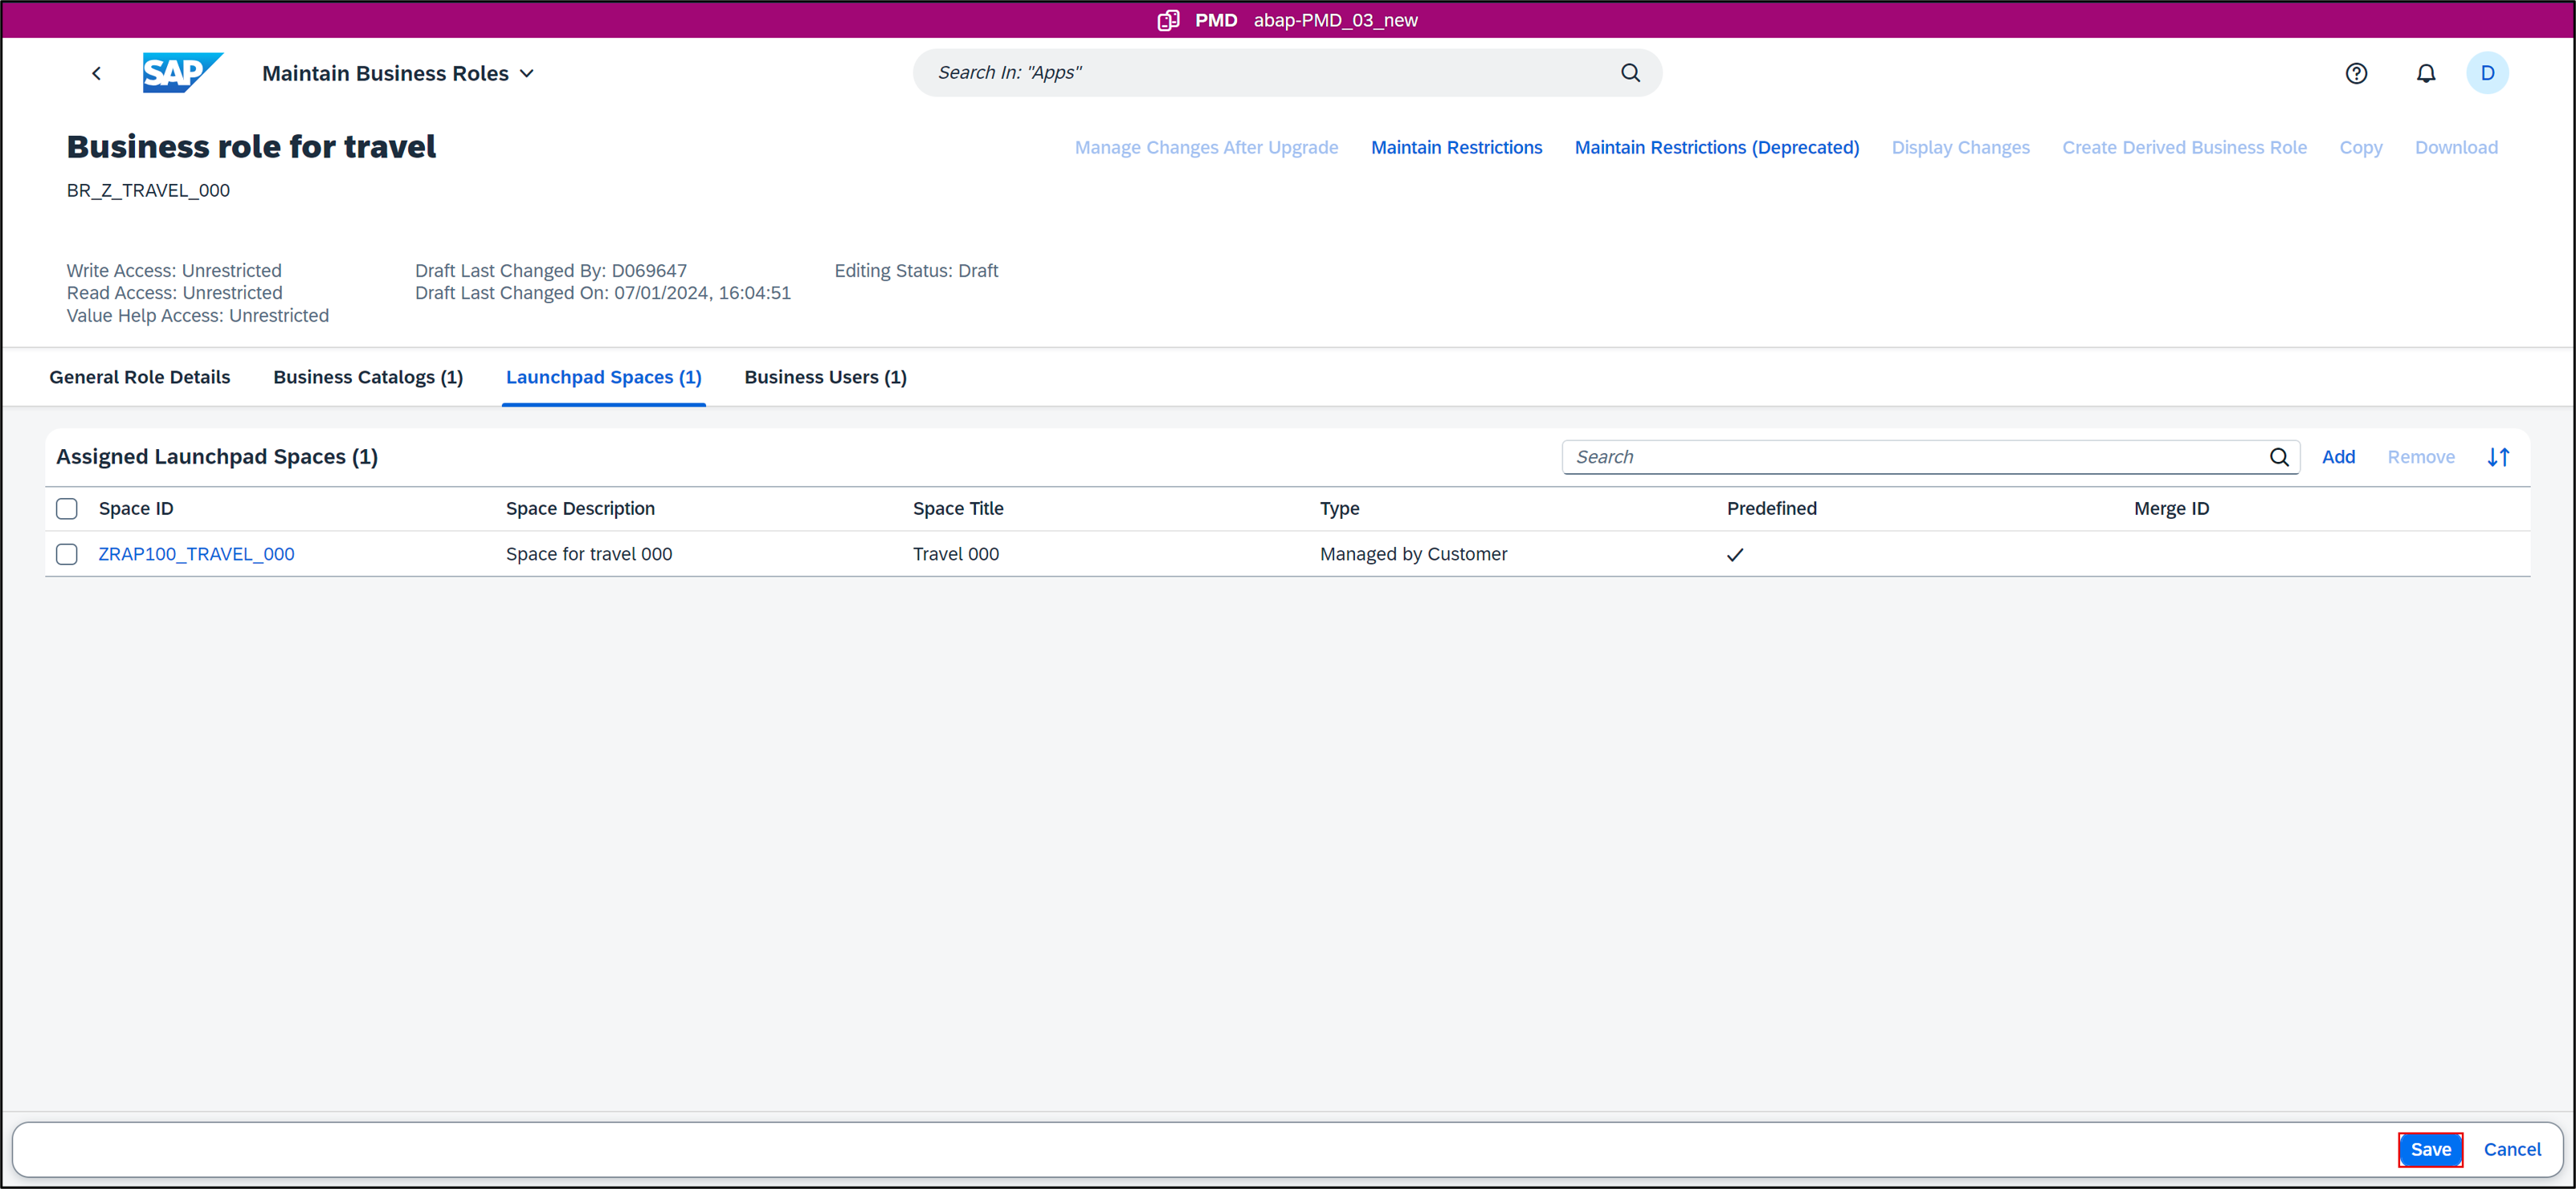 PMD abap-PMD_03_new
SAP Maintain Business Roles Search In: "Apps" D
Business role for travel Manage Changes After Upgrade Maintain Restrictions Maintain Restrictions (Deprecated) Display Changes Create Derived Business Role Copy Download
BR_Z_TRAVEL_000
Write Access: Unrestricted Draft Last Changed By: D069647 Editing Status: Draft
Read Access: Unrestricted Draft Last Changed On: 07/01/2024, 16:04:51
Value Help Access: Unrestricted
General Role Details Business Catalogs (1) Launchpad Spaces (1) Business Users (1)
Assigned Launchpad Spaces (1) Search Add Remove
Space ID Space Description Space Title Type Predefined Merge ID
ZRAP100_TRAVEL_000 Space for travel 000 Travel 000 Managed by Customer
Save Cancel